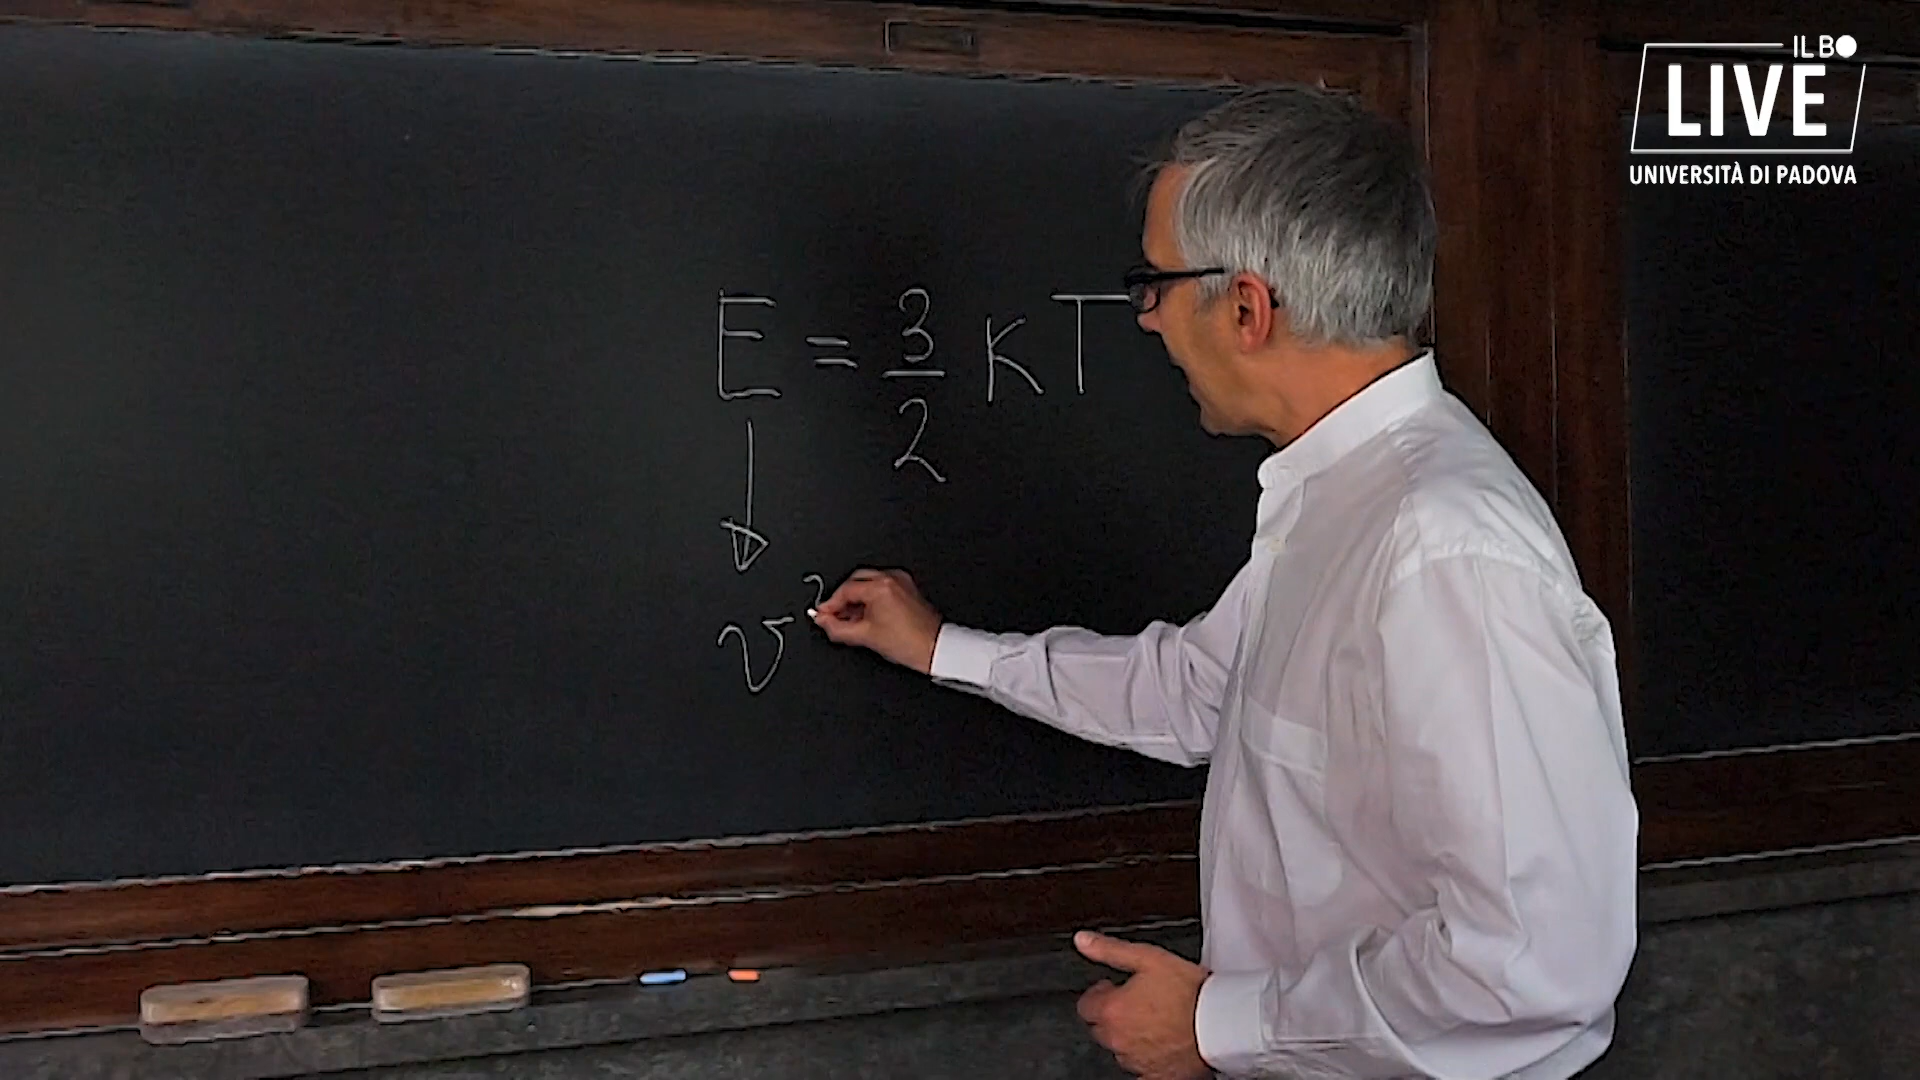 IL BO
LIVE
UNIVERSITÀ DI PADOVA
E = 3/2 KT
↓
v²